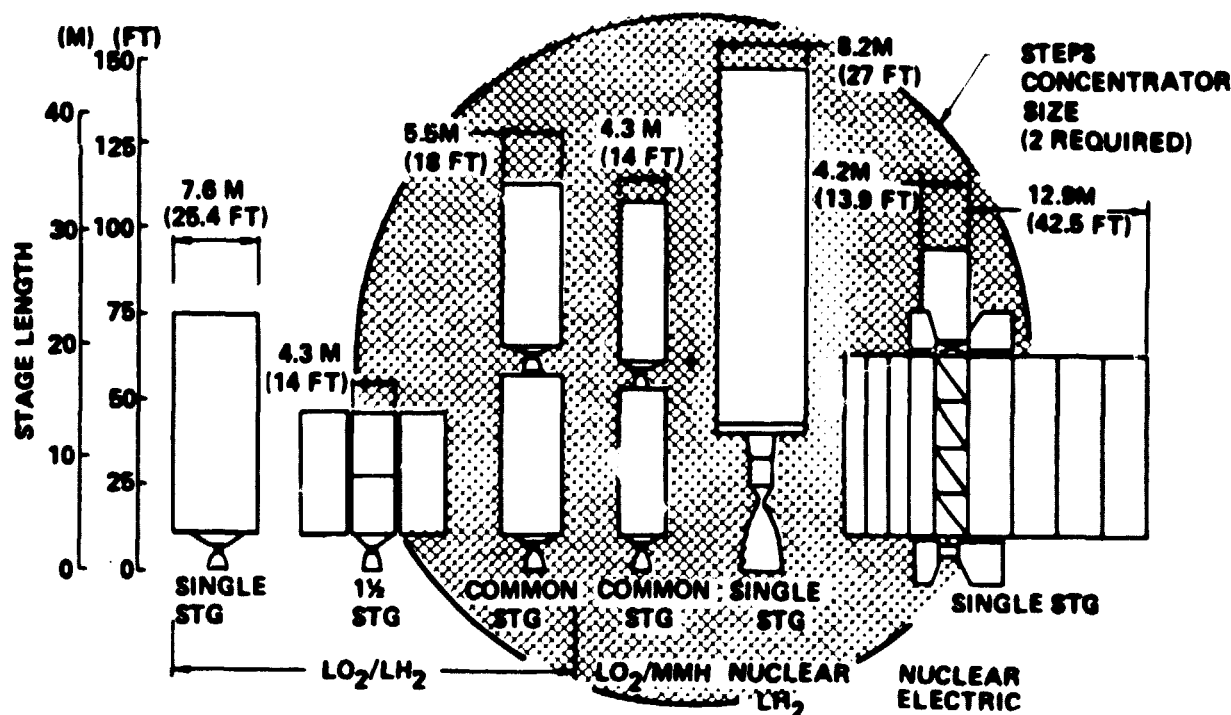 (M) (FT)
150
40
125
30
100
75
20
50
10
25
0 0
STAGE LENGTH
7.6 M
(25.4 FT)
4.3 M
(14 FT)
5.5M
(18 FT)
4.3 M
(14 FT)
8.2M
(27 FT)
4.2M
(13.9 FT)
12.9M
(42.5 FT)
STEPS
CONCENTRATOR
SIZE
(2 REQUIRED)
SINGLE
STG
1½
STG
COMMON
STG
COMMON
STG
SINGLE
STG
SINGLE STG
LO₂/LH₂
LO₂/MMH
NUCLEAR
LH₂
NUCLEAR
ELECTRIC